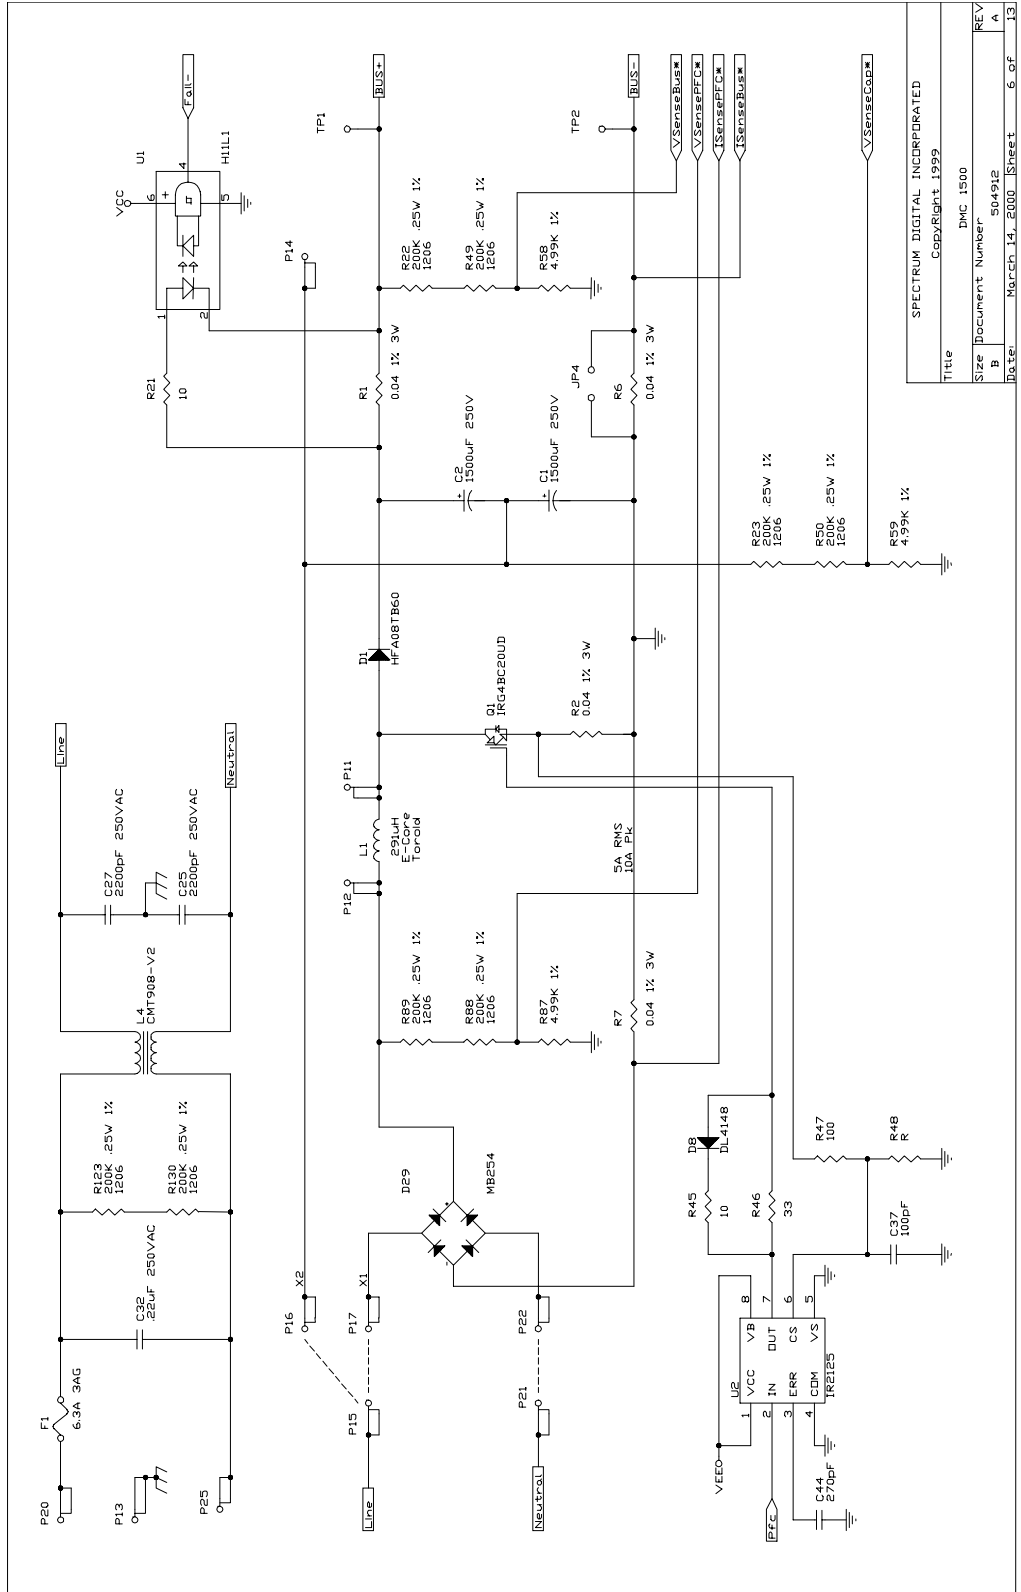 P20
F1
6.3A 3AG
P13
P25
C32
.22uF 250VAC
R123
200K .25W 1%
1206
R130
200K .25W 1%
1206
L4
CMT908-V2
C27
2200pF 250VAC
C25
2200pF 250VAC
Line
Neutral
VCC
U1
6
+
5
4
1
2
H11L1
Fall-
R21
10
P14
P16
X2
P15
P17
X1
P21
P22
Line
Neutral
D29
MB254
-
+
R89
200K .25W 1%
1206
R88
200K .25W 1%
1206
R87
4.99K 1%
P12
L1
291uH
E-Core
Toroid
P11
D1
HFA08TB60
Q1
IRG4BC20UD
R2
0.04 1% 3W
R7
0.04 1% 3W
5A RMS
10A Pk
C2
1500uF 250V
+
C1
1500uF 250V
+
R1
0.04 1% 3W
JP4
R6
0.04 1% 3W
R22
200K .25W 1%
1206
R49
200K .25W 1%
1206
R58
4.99K 1%
TP1
BUS+
TP2
BUS-
VSenseBus*
VSensePFC*
ISensePFC*
ISenseBus*
VSenseCap*
R23
200K .25W 1%
1206
R50
200K .25W 1%
1206
R59
4.99K 1%
VEE
Pfc
C44
270pF
U2
1 VCC VB 8
2 IN OUT 7
3 ERR CS 6
4 COM VS 5
IR2125
R45
10
D8
DL4148
R46
33
R47
100
R48
R
C37
100pF
SPECTRUM DIGITAL INCORPORATED
CopyRight 1999
Title
DMC 1500
Size Document Number REV
B 504912 A
Date: March 14, 2000 Sheet 6 of 13